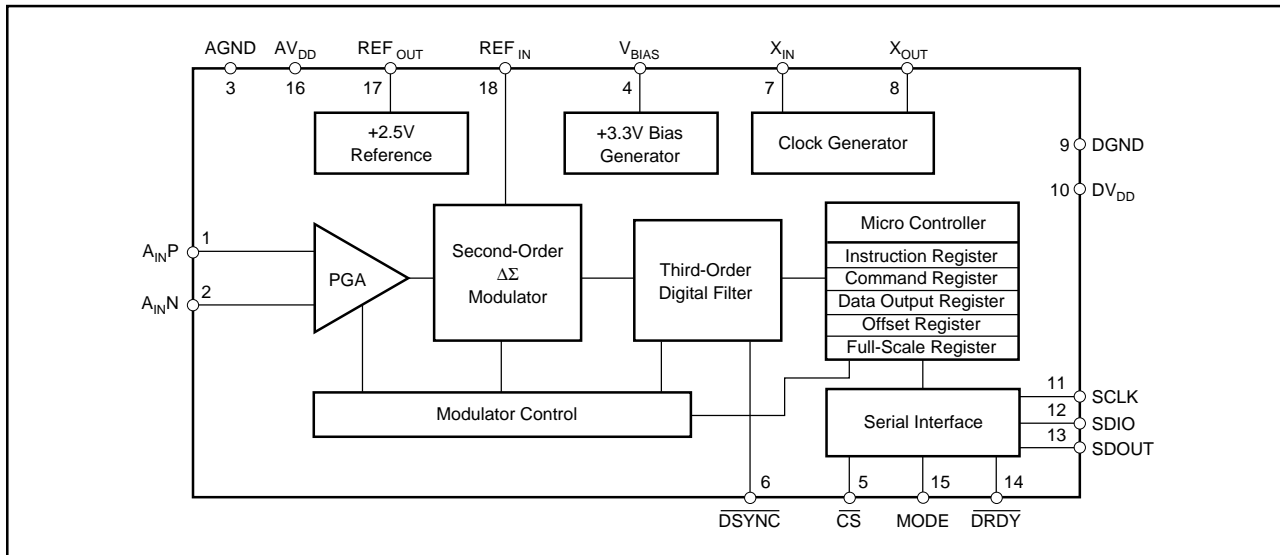 AGND AVDD REFOUT REFIN VBIAS XIN XOUT
3 16 17 18 4 7 8
+2.5V
Reference
+3.3V Bias
Generator
Clock Generator
9 DGND
10 DVDD
AINP 1
AINN 2
PGA
Second-Order
ΔΣ
Modulator
Third-Order
Digital Filter
Micro Controller
Instruction Register
Command Register
Data Output Register
Offset Register
Full-Scale Register
Modulator Control
Serial Interface
11 SCLK
12 SDIO
13 SDOUT
6 5 15 14
DSYNC CS MODE DRDY